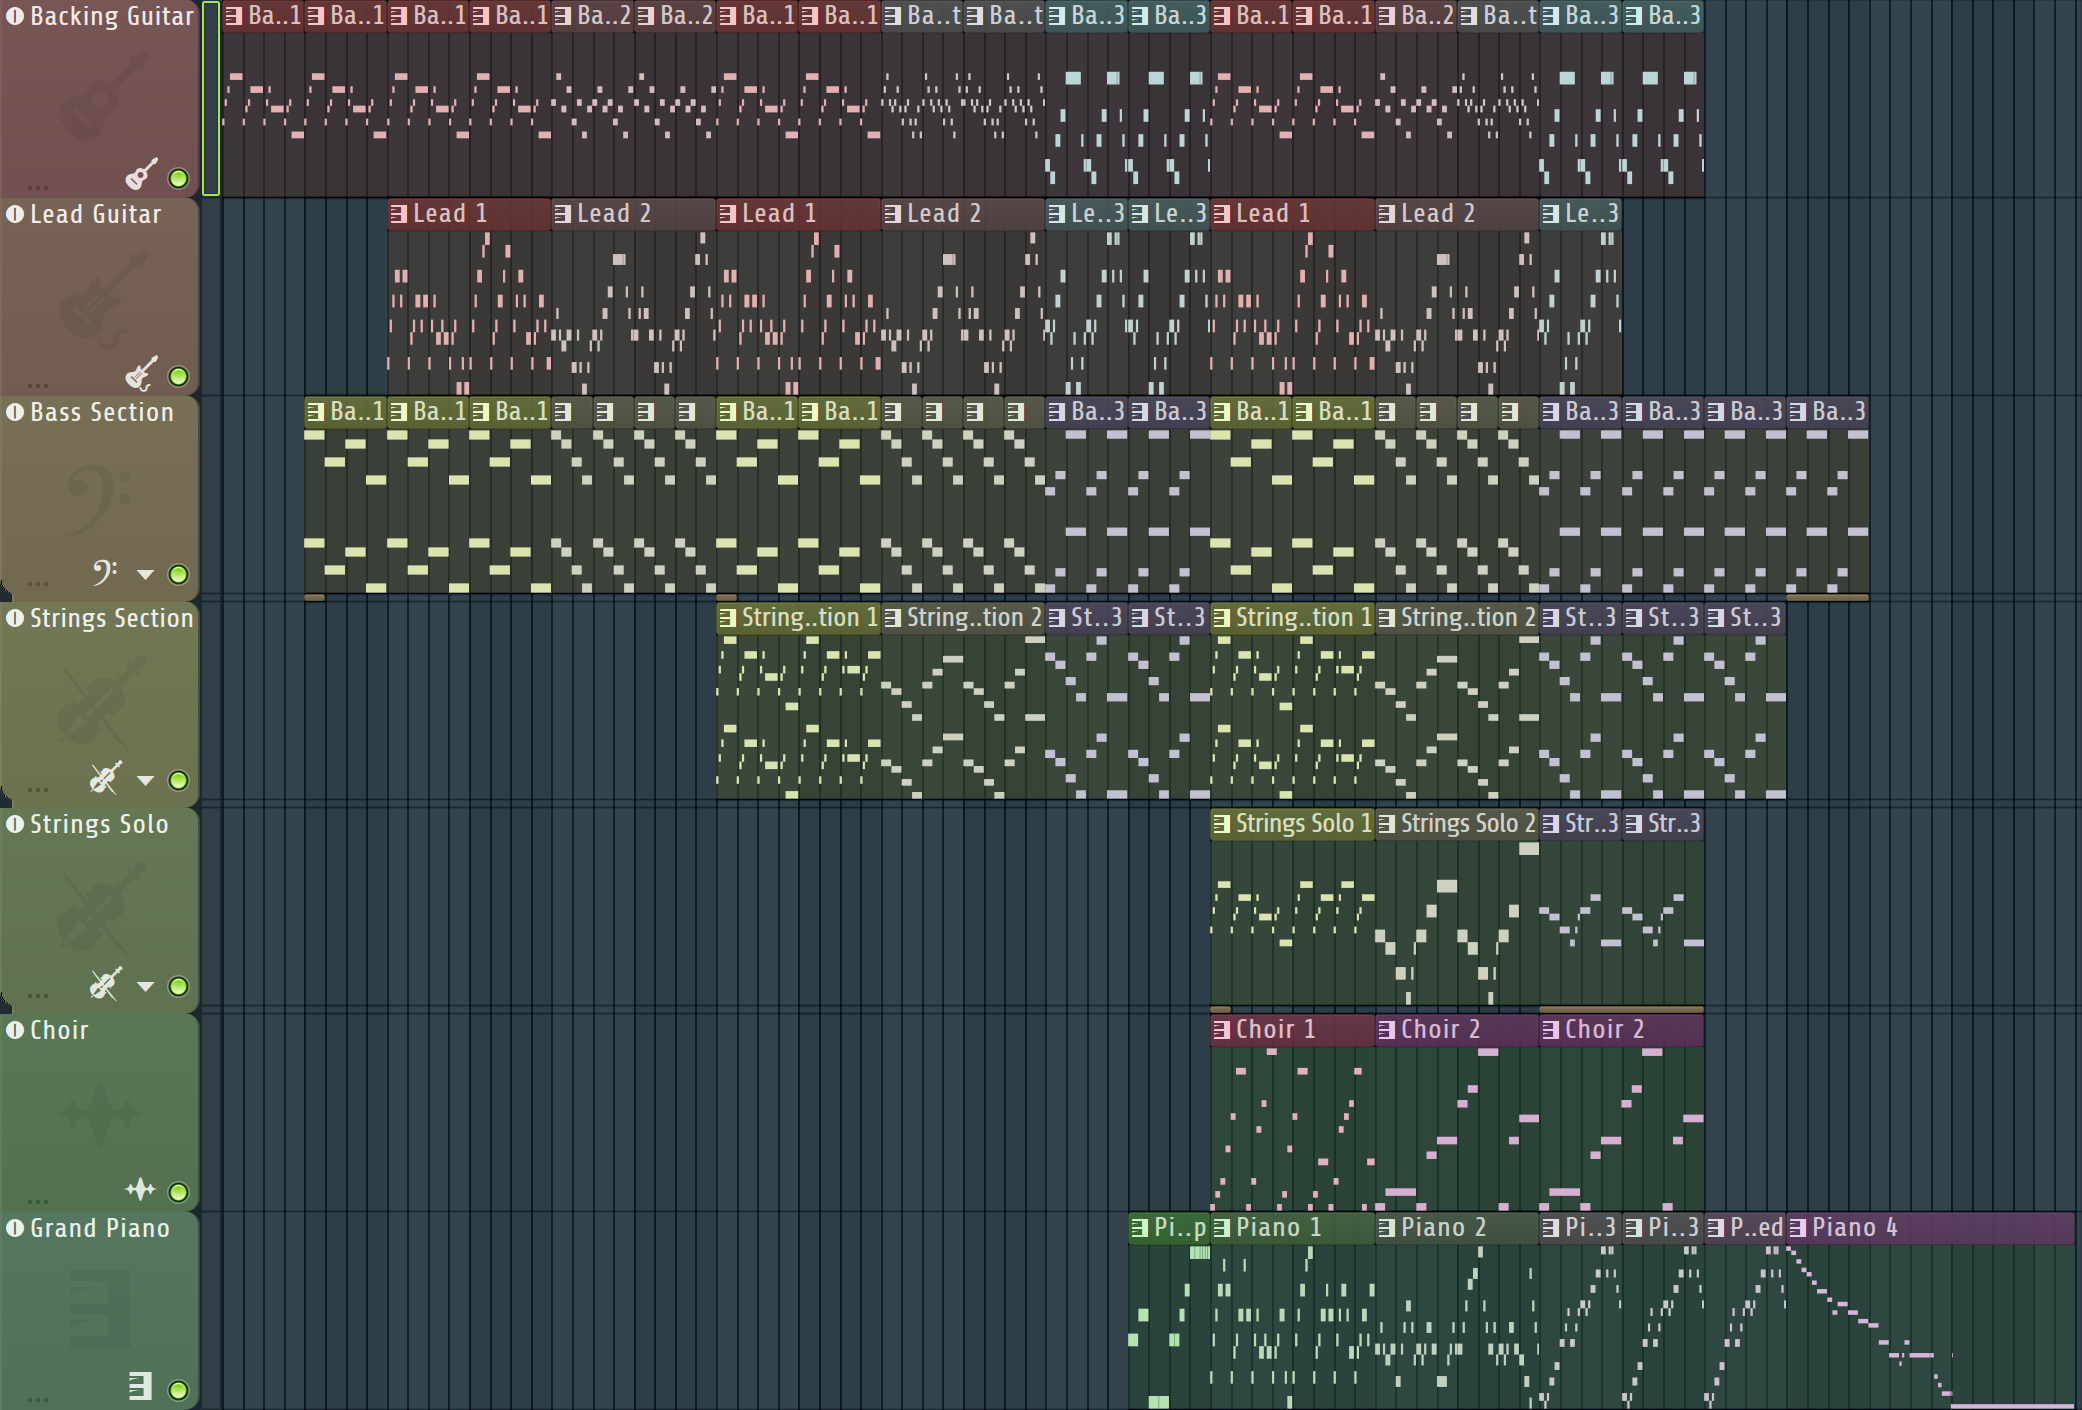 Backing Guitar
Ba..1 Ba..1 Ba..1 Ba..1 Ba..2 Ba..2 Ba..1 Ba..1 Ba..t Ba..t Ba..3 Ba..3 Ba..1 Ba..1 Ba..2 Ba..t Ba..3 Ba..3
Lead Guitar
Lead 1 Lead 2 Lead 1 Lead 2 Le..3 Le..3 Lead 1 Lead 2 Le..3
Bass Section
Ba..1 Ba..1 Ba..1 Ba..1 Ba..1 Ba..3 Ba..3 Ba..1 Ba..1 Ba..3 Ba..3 Ba..3 Ba..3
Strings Section
String..tion 1 String..tion 2 St..3 St..3 String..tion 1 String..tion 2 St..3 St..3 St..3
Strings Solo
Strings Solo 1 Strings Solo 2 Str..3 Str..3
Choir
Choir 1 Choir 2 Choir 2
Grand Piano
Pi..p Piano 1 Piano 2 Pi..3 Pi..3 P..ed Piano 4